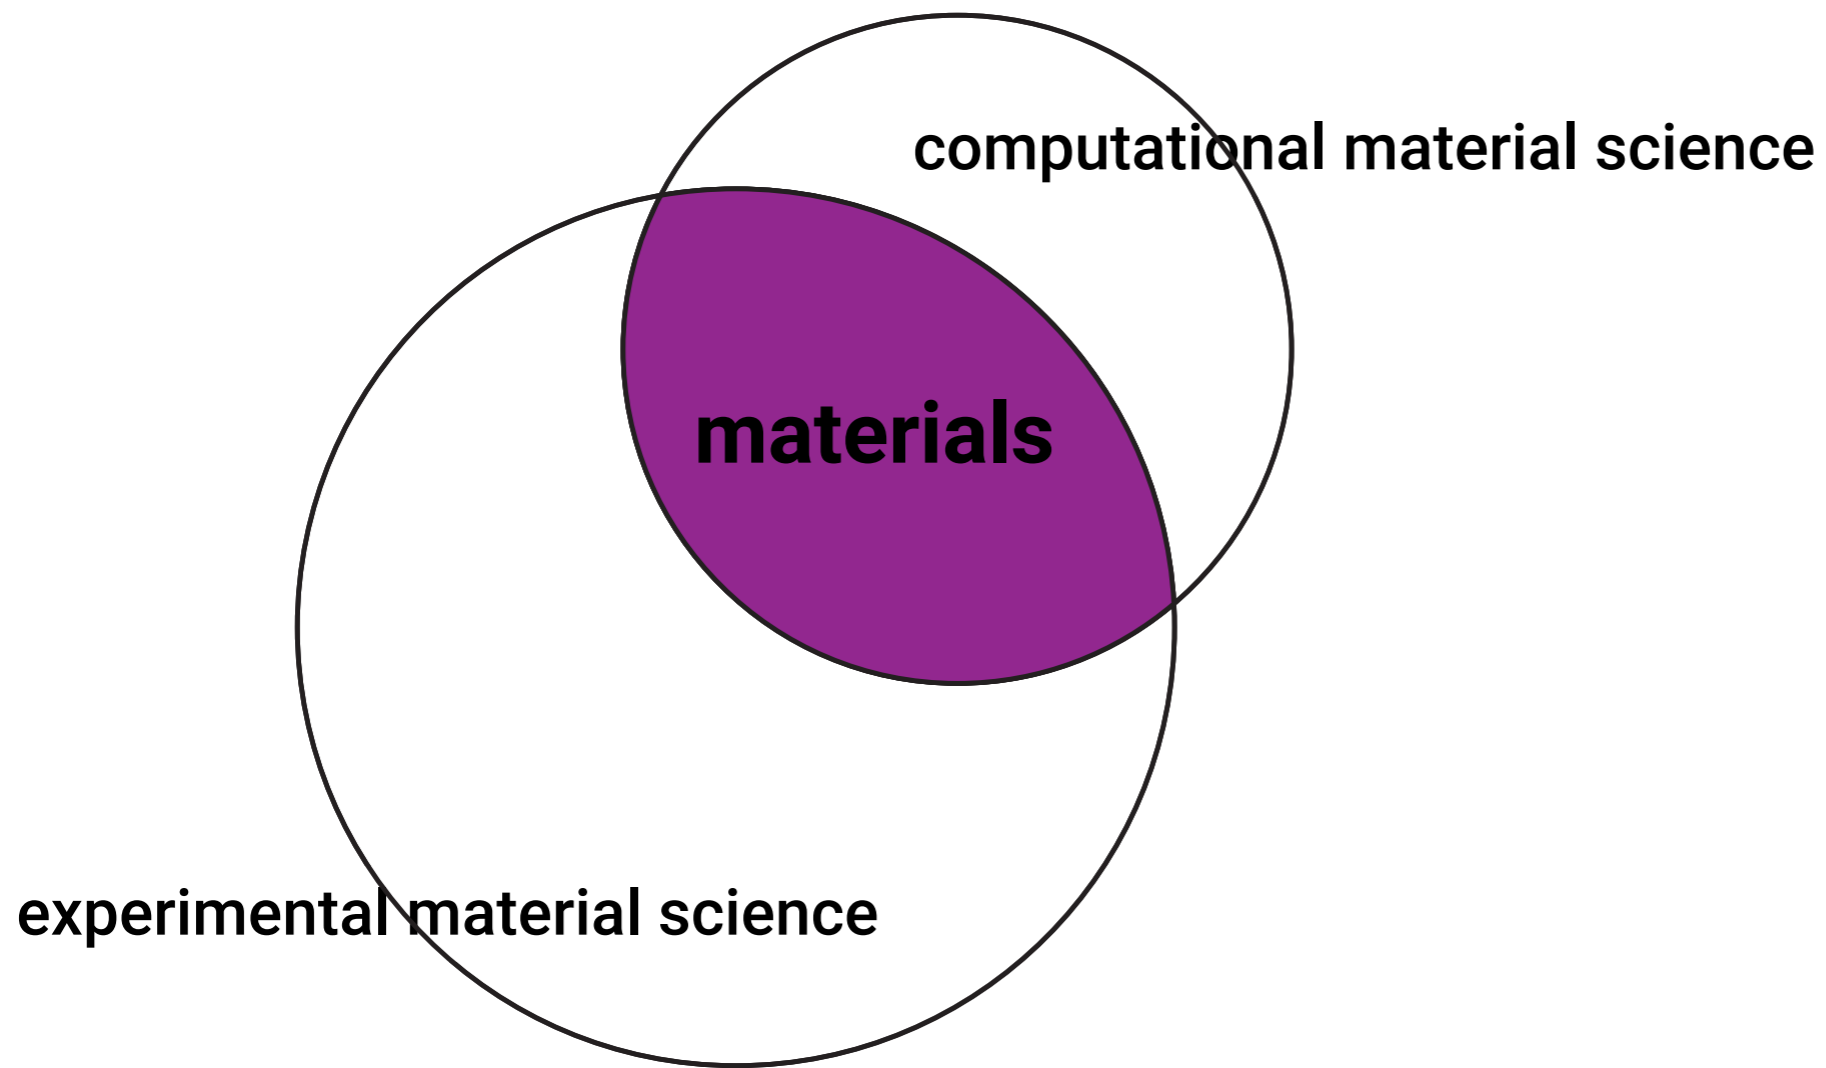 computational material science
materials
experimental material science